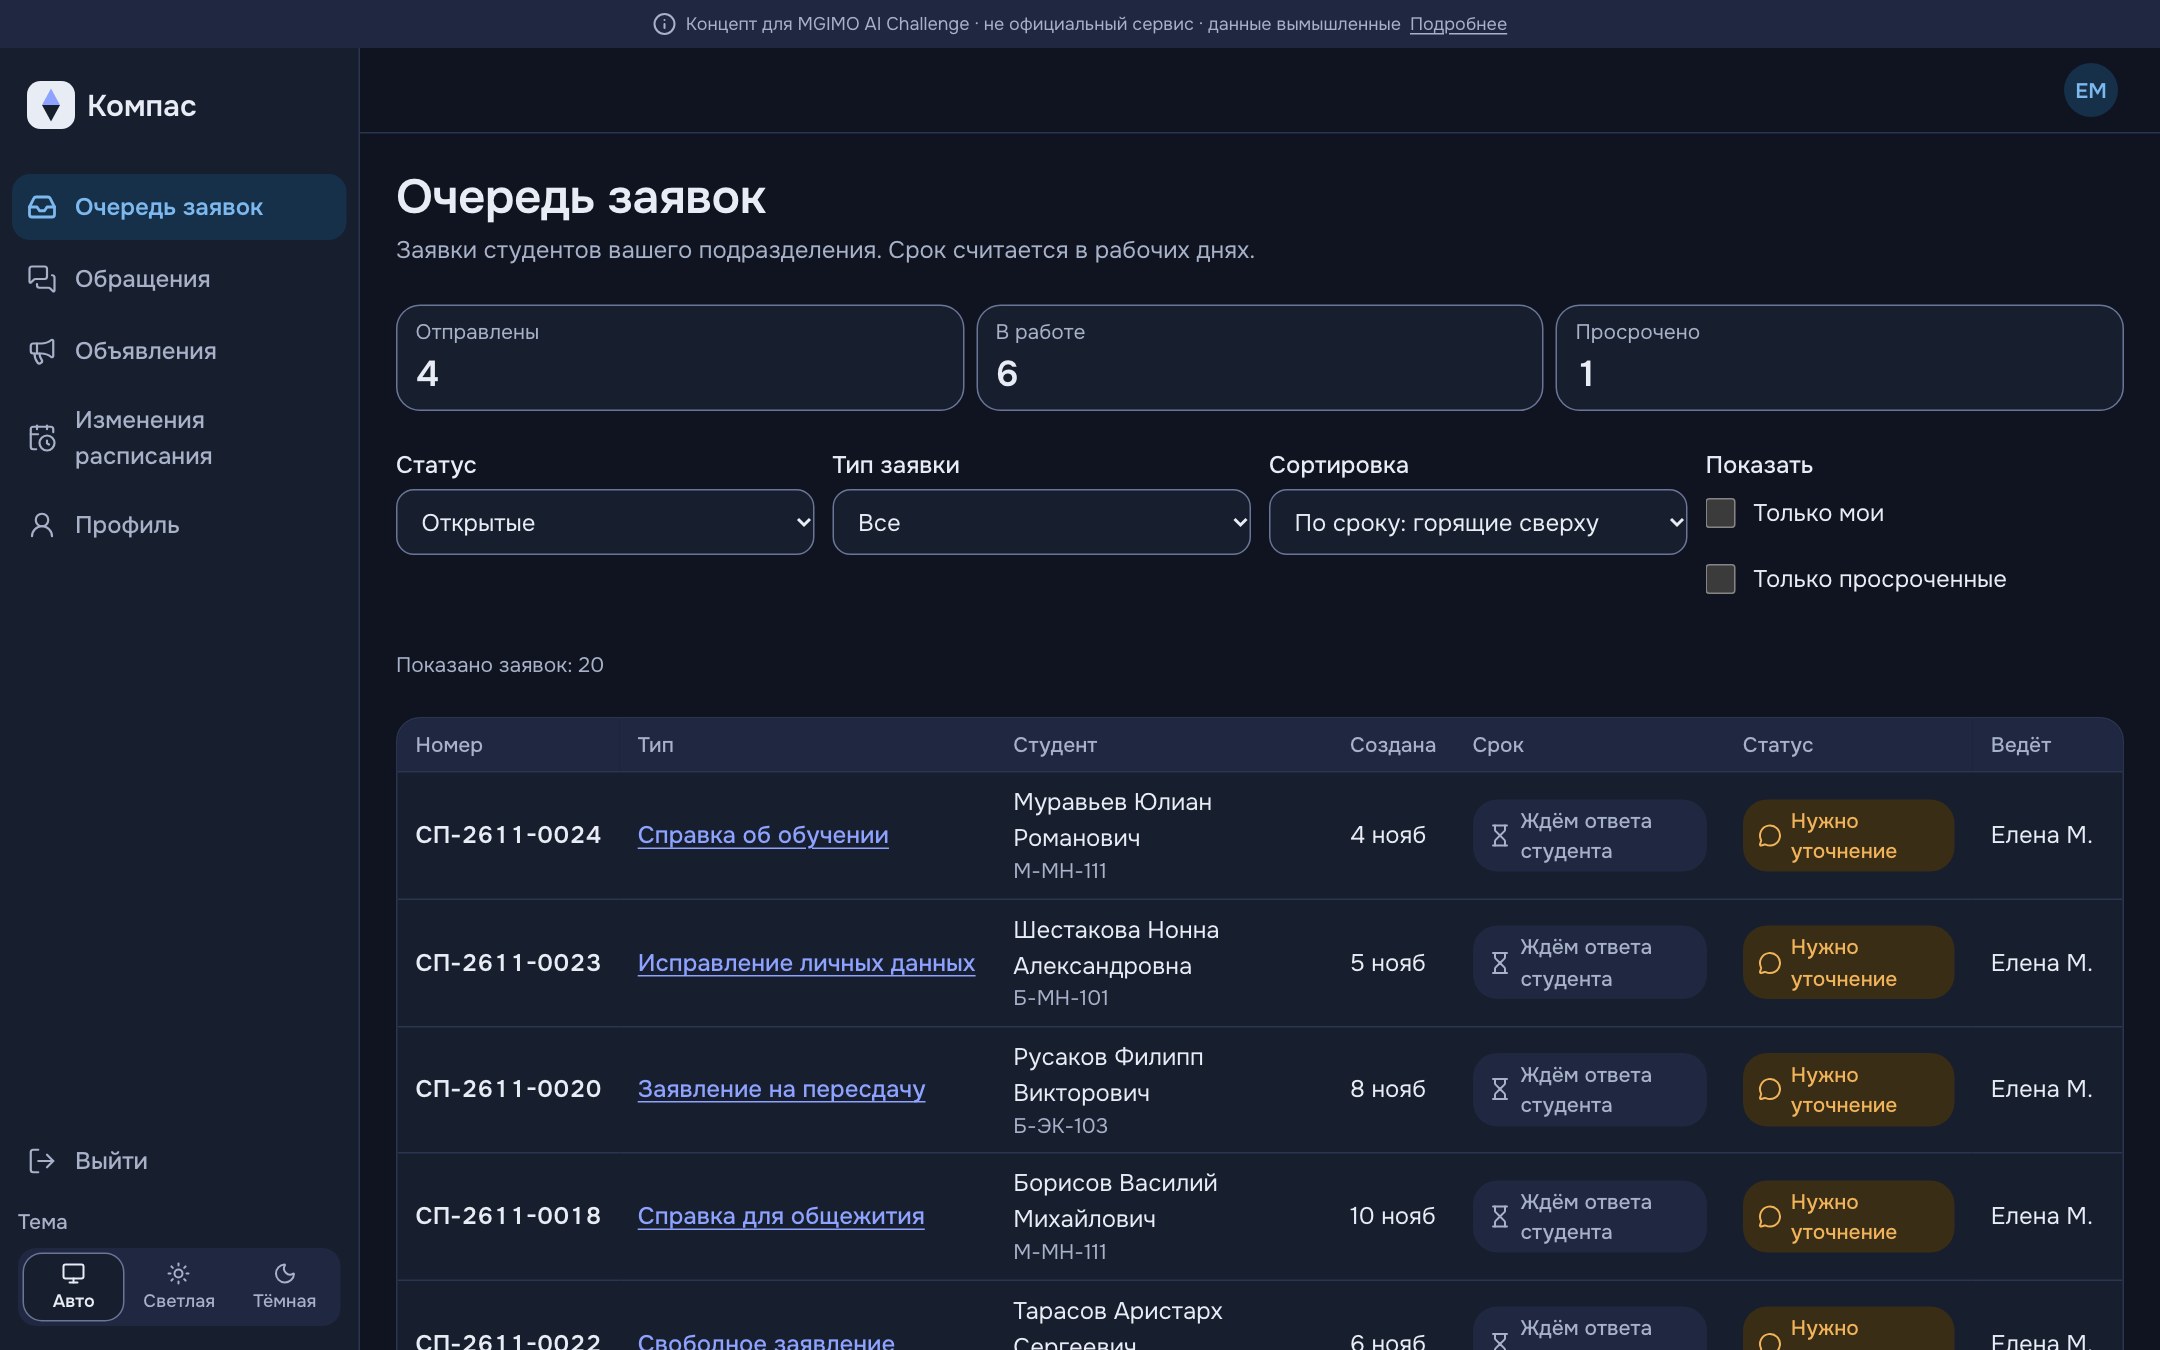 Концепт для MGIMO AI Challenge · не официальный сервис · данные вымышленные Подробнее
Компас
ЕМ
Очередь заявок
Обращения
Объявления
Изменения
расписания
Профиль
Выйти
Тема
Авто
Светлая
Тёмная
Очередь заявок
Заявки студентов вашего подразделения. Срок считается в рабочих днях.
Отправлены
4
В работе
6
Просрочено
1
Статус
Открытые
Тип заявки
Все
Сортировка
По сроку: горящие сверху
Показать
Только мои
Только просроченные
Показано заявок: 20
Номер Тип Студент Создана Срок Статус Ведёт
СП-2611-0024 Справка об обучении Муравьев Юлиан
Романович
М-МН-111 4 нояб Ждём ответа
студента Нужно
уточнение Елена М.
СП-2611-0023 Исправление личных данных Шестакова Нонна
Александровна
Б-МН-101 5 нояб Ждём ответа
студента Нужно
уточнение Елена М.
СП-2611-0020 Заявление на пересдачу Русаков Филипп
Викторович
Б-ЭК-103 8 нояб Ждём ответа
студента Нужно
уточнение Елена М.
СП-2611-0018 Справка для общежития Борисов Василий
Михайлович
М-МН-111 10 нояб Ждём ответа
студента Нужно
уточнение Елена М.
СП-2611-0022 Свободное заявление Тарасов Аристарх
Сергеевич 6 нояб Ждём ответа Нужно Елена М.